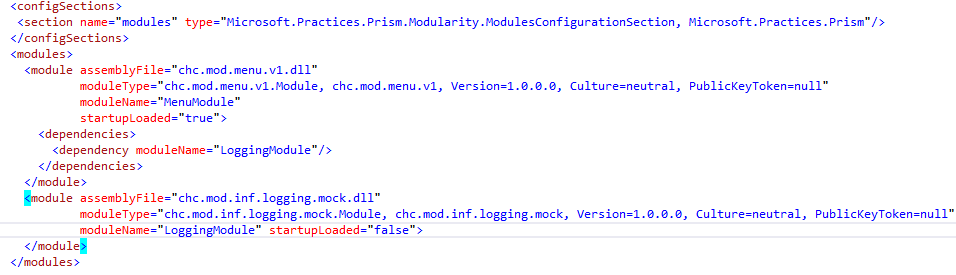 <configSections>
<section name="modules" type="Microsoft.Practices.Prism.Modularity.ModulesConfigurationSection, Microsoft.Practices.Prism"/>
</configSections>
<modules>
<module assemblyFile="chc.mod.menu.v1.dll"
moduleType="chc.mod.menu.v1.Module, chc.mod.menu.v1, Version=1.0.0.0, Culture=neutral, PublicKeyToken=null"
moduleName="MenuModule"
startupLoaded="true">
<dependencies>
<dependency moduleName="LoggingModule"/>
</dependencies>
</module>
<module assemblyFile="chc.mod.inf.logging.mock.dll"
moduleType="chc.mod.inf.logging.mock.Module, chc.mod.inf.logging.mock, Version=1.0.0.0, Culture=neutral, PublicKeyToken=null"
moduleName="LoggingModule" startupLoaded="false">
</module>
</modules>